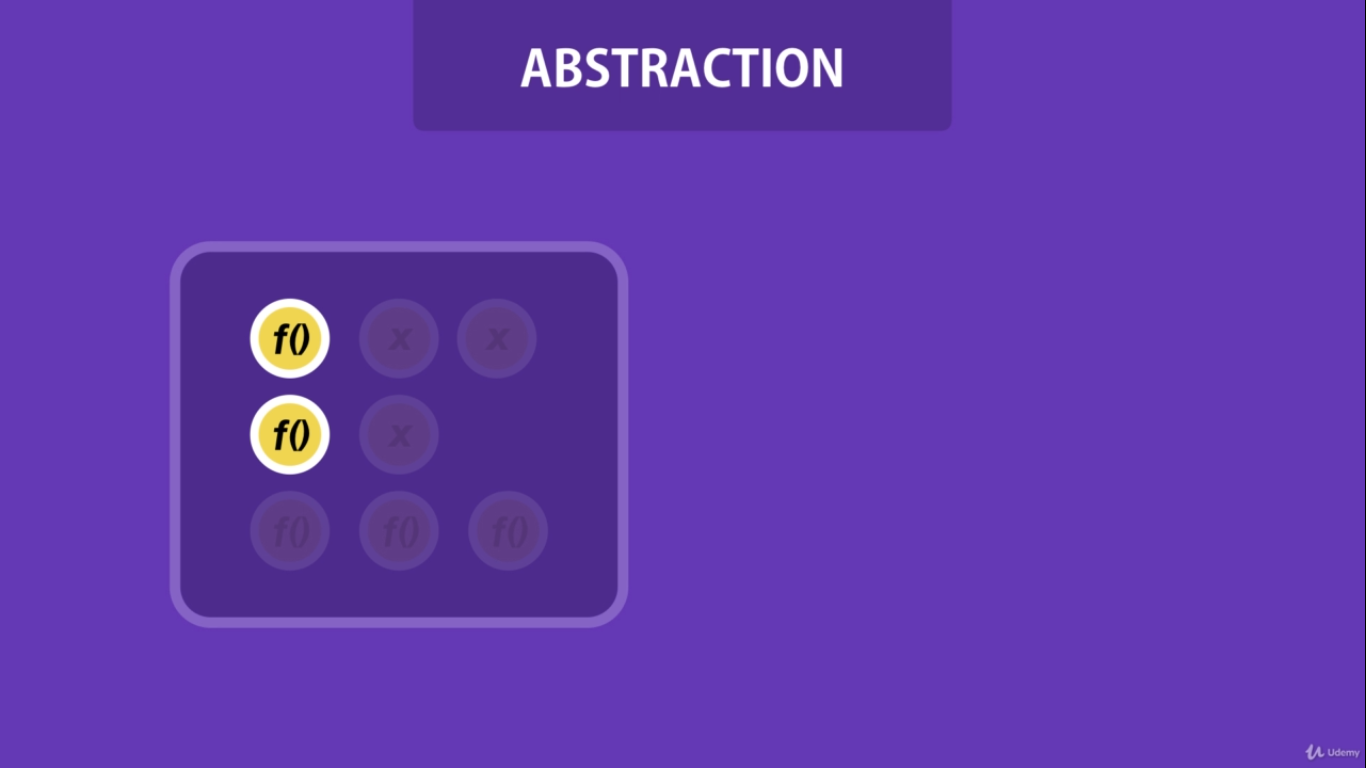 ABSTRACTION
f() x x
f() x
f() f() f()
Udemy